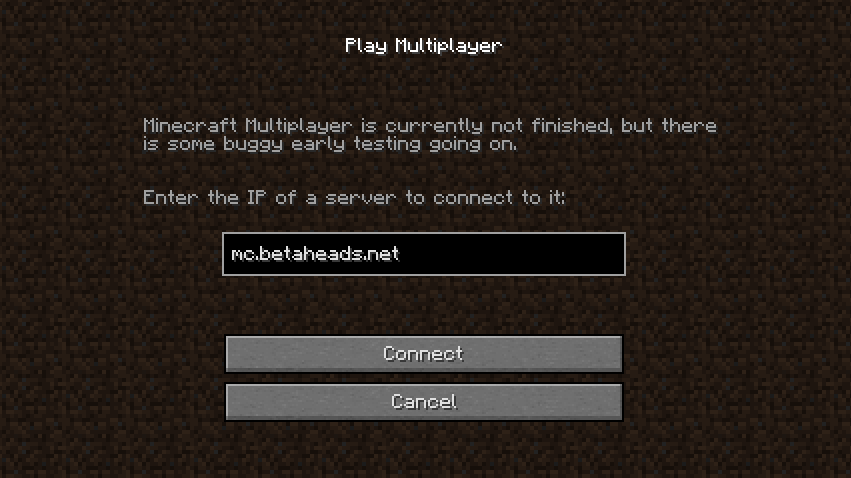 Play Multiplayer
Minecraft Multiplayer is currently not finished, but there
is some buggy early testing going on.
Enter the IP of a server to connect to it:
mc.betaheads.net
Connect
Cancel